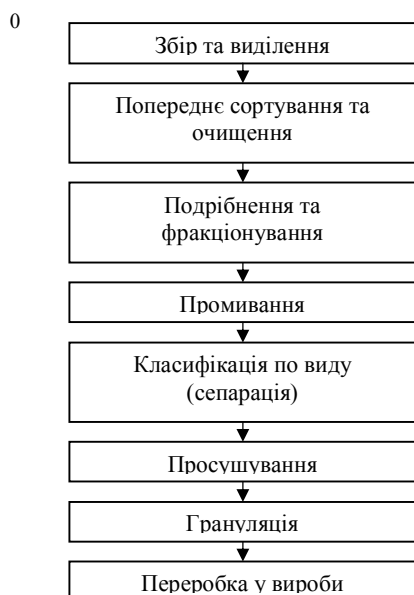 0
Збір та виділення
Попереднє сортування та
очищення
Подрібнення та
фракціонування
Промивання
Класифікація по виду
(сепарація)
Просушування
Грануляція
Переробка у вироби